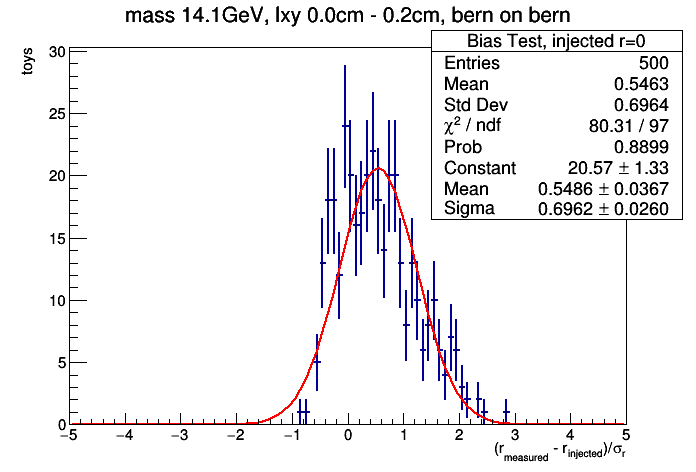 mass 14.1GeV, lxy 0.0cm - 0.2cm, bern on bern
toys
Bias Test, injected r=0
Entries 500
Mean 0.5463
Std Dev 0.6964
χ² / ndf 80.31 / 97
Prob 0.8899
Constant 20.57 ± 1.33
Mean 0.5486 ± 0.0367
Sigma 0.6962 ± 0.0260
30
25
20
15
10
5
0
−5 −4 −3 −2 −1 0 1 2 3 4 5
(r_measured - r_injected)/σ_r